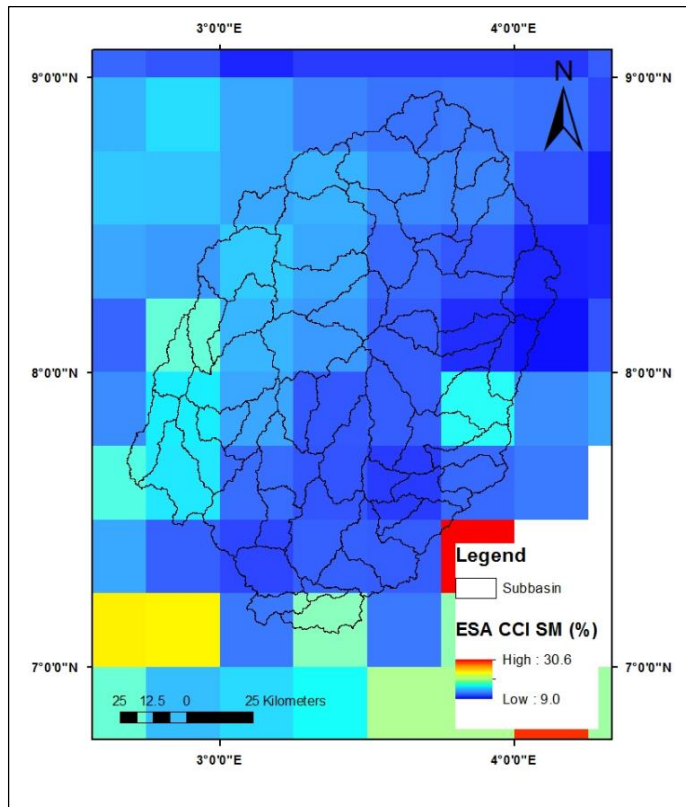 3°0'0"E 4°0'0"E
9°0'0"N 9°0'0"N
N
8°0'0"N 8°0'0"N
Legend
Subbasin
ESA CCI SM (%)
High : 30.6
Low : 9.0
7°0'0"N 7°0'0"N
25 12.5 0 25 Kilometers
3°0'0"E 4°0'0"E